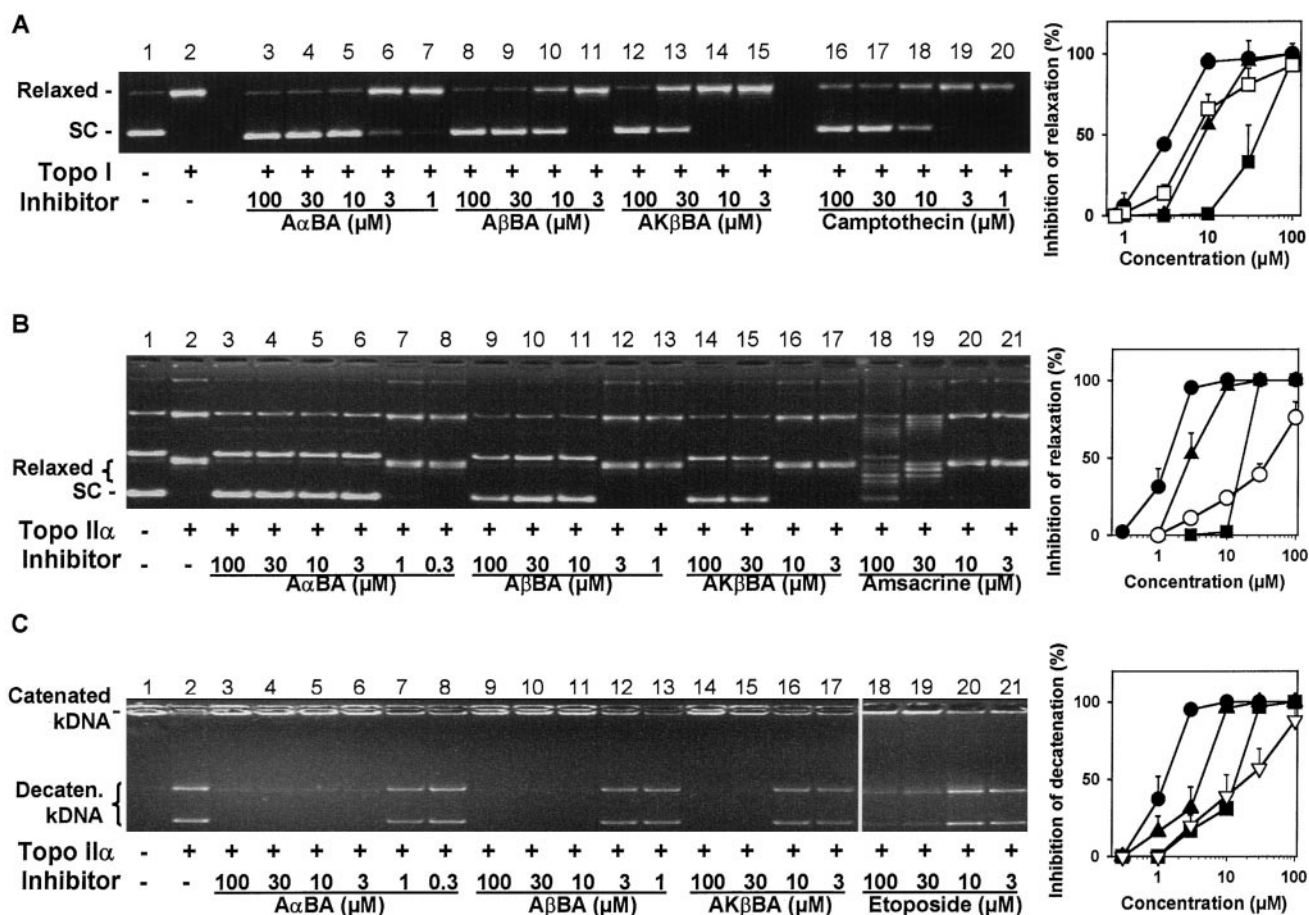 A
1 2 3 4 5 6 7 8 9 10 11 12 13 14 15 16 17 18 19 20
Relaxed -
SC -
Topo I - + + + + + + + + + + + + + + + + + + +
Inhibitor - - 100 30 10 3 1 100 30 10 3 100 30 10 3 100 30 10 3 1
AαBA (µM) AβBA (µM) AKβBA (µM) Camptothecin (µM)
Inhibition of relaxation (%)
100
50
0
1 10 100
Concentration (µM)
B
1 2 3 4 5 6 7 8 9 10 11 12 13 14 15 16 17 18 19 20 21
Relaxed {
SC -
Topo IIα - + + + + + + + + + + + + + + + + + + + +
Inhibitor - - 100 30 10 3 1 0.3 100 30 10 3 1 100 30 10 3 100 30 10 3
AαBA (µM) AβBA (µM) AKβBA (µM) Amsacrine (µM)
Inhibition of relaxation (%)
100
50
0
1 10 100
Concentration (µM)
C
1 2 3 4 5 6 7 8 9 10 11 12 13 14 15 16 17 18 19 20 21
Catenated
kDNA -
Decaten. {
kDNA
Topo IIα - + + + + + + + + + + + + + + + + + + + +
Inhibitor - - 100 30 10 3 1 0.3 100 30 10 3 1 100 30 10 3 100 30 10 3
AαBA (µM) AβBA (µM) AKβBA (µM) Etoposide (µM)
Inhibition of decatenation (%)
100
50
0
1 10 100
Concentration (µM)